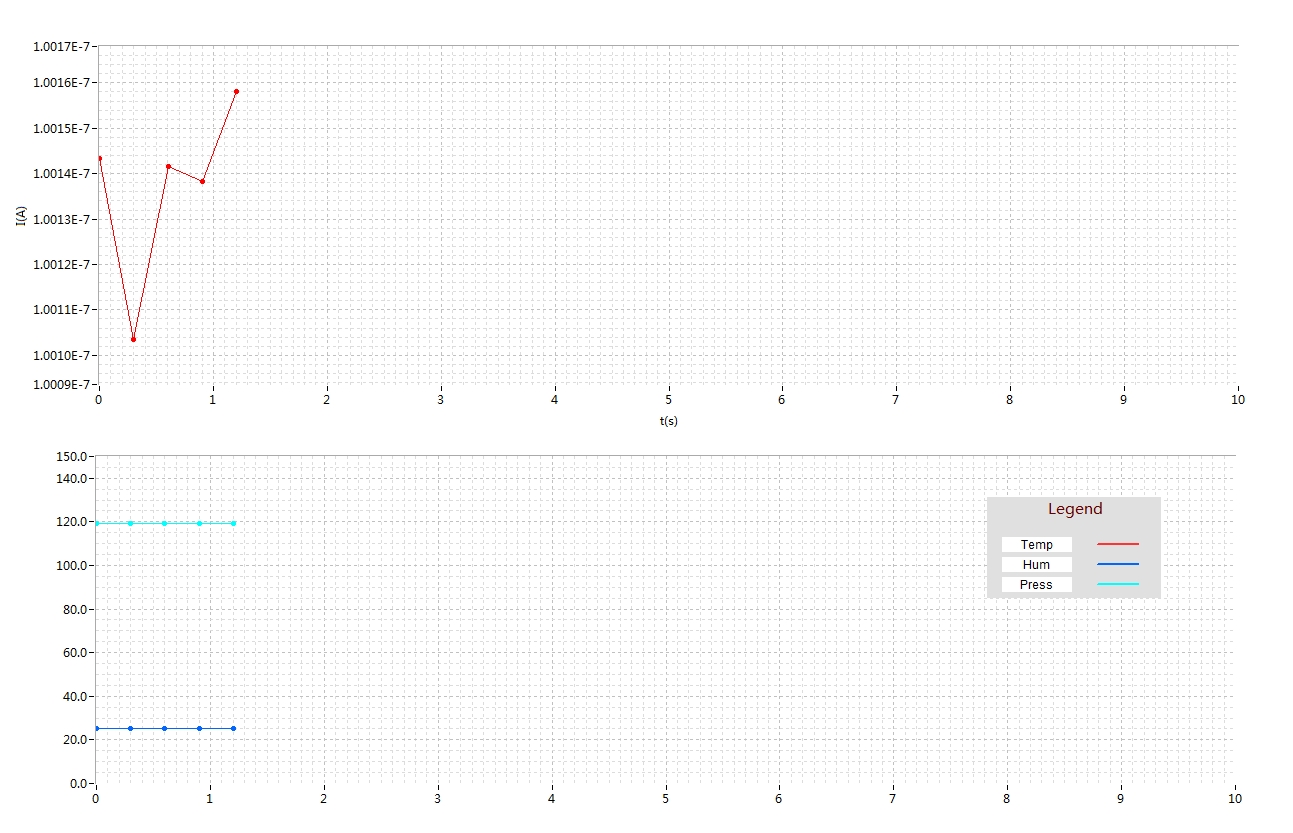 1.0017E-7
1.0016E-7
1.0015E-7
1.0014E-7
1.0013E-7
1.0012E-7
1.0011E-7
1.0010E-7
1.0009E-7
I(A)
0 1 2 3 4 5 6 7 8 9 10
t(s)
150.0
140.0
120.0
100.0
80.0
60.0
40.0
20.0
0.0
0 1 2 3 4 5 6 7 8 9 10
Legend
Temp
Hum
Press